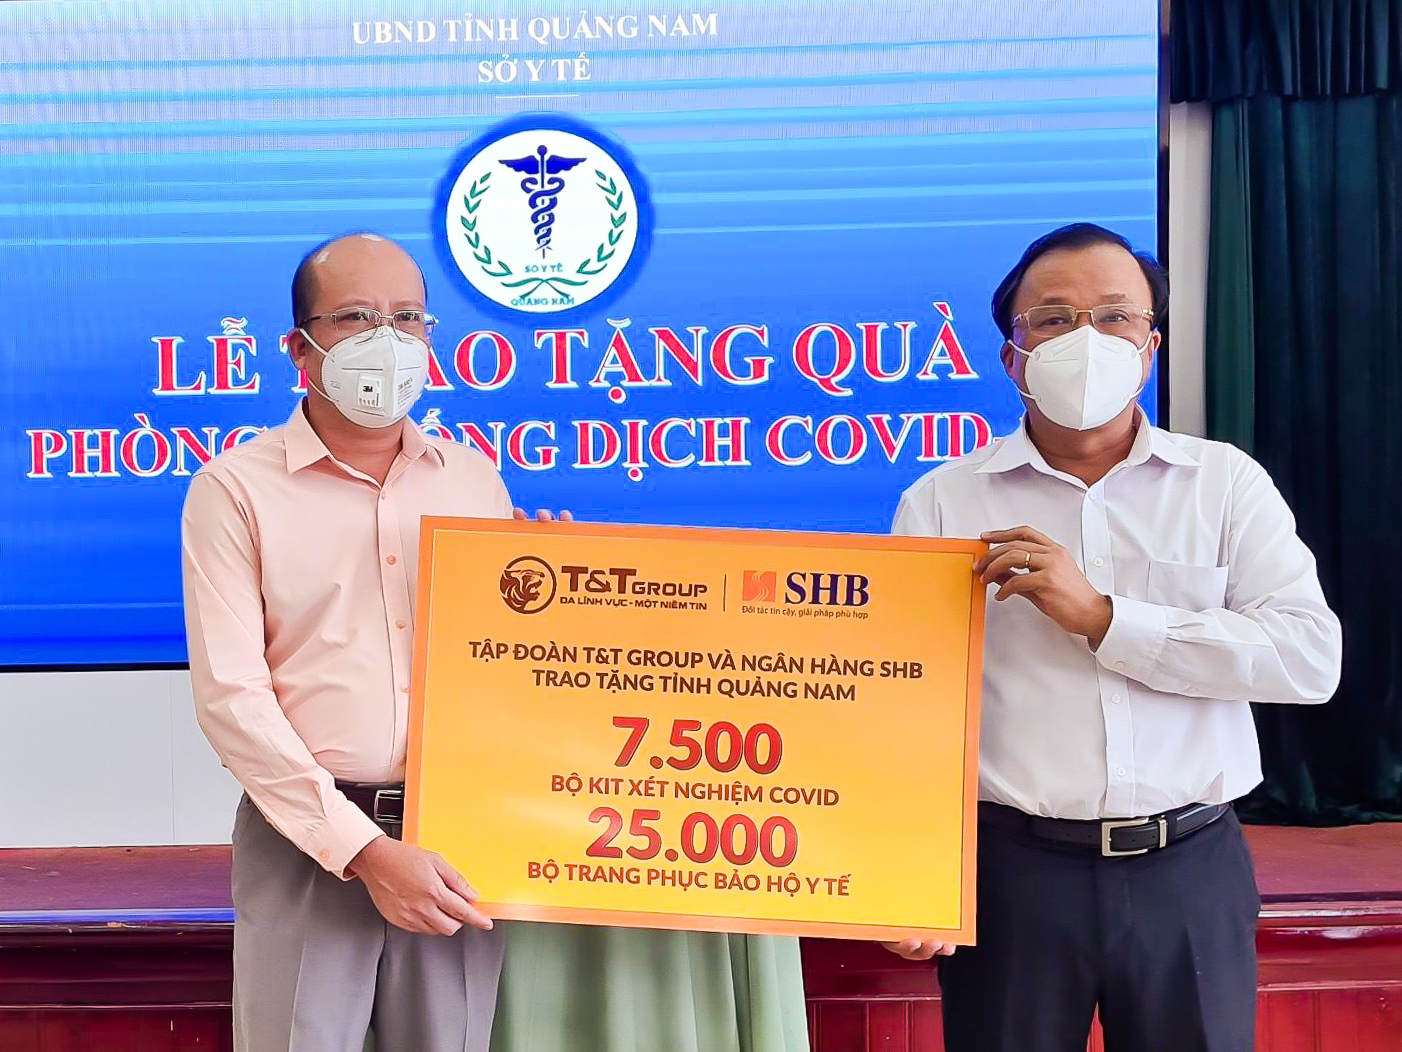 UBND TỈNH QUẢNG NAM
SỞ Y TẾ
SỞ Y TẾ
QUẢNG NAM
LỄ TẶNG QUÀ
DỊCH COVID-
3M
T&T GROUP
ĐA LĨNH VỰC - MỘT NIỀM TIN
SHB
Đối tác tin cậy, giải pháp phù hợp
TẬP ĐOÀN T&T GROUP VÀ NGÂN HÀNG SHB
TRAO TẶNG TỈNH QUẢNG NAM
7.500
BỘ KIT XÉT NGHIỆM COVID
25.000
BỘ TRANG PHỤC BẢO HỘ Y TẾ